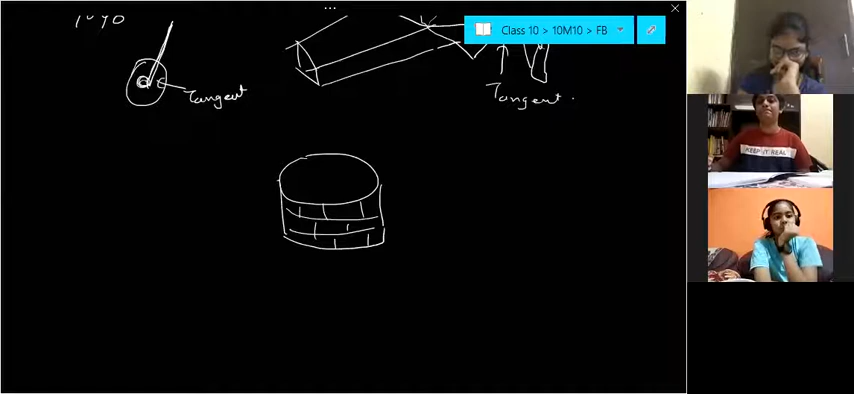 Class 10 > 10M10 > FB
Tangent
Tangent.
KEEP IT REAL